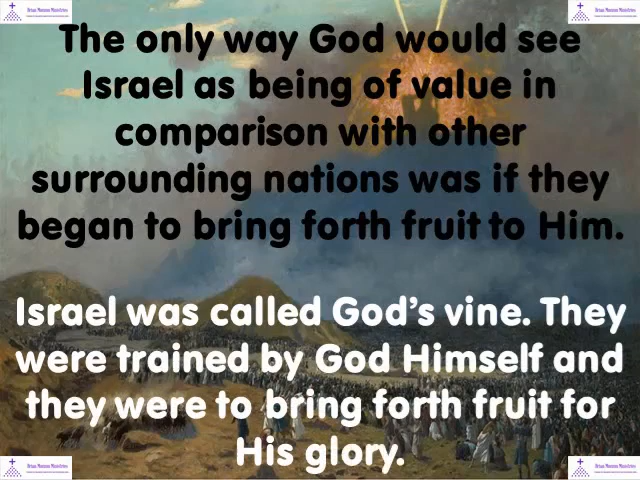 The only way God would see
Israel as being of value in
comparison with other
surrounding nations was if they
began to bring forth fruit to Him.
Israel was called God’s vine. They
were trained by God Himself and
they were to bring forth fruit for
His glory.